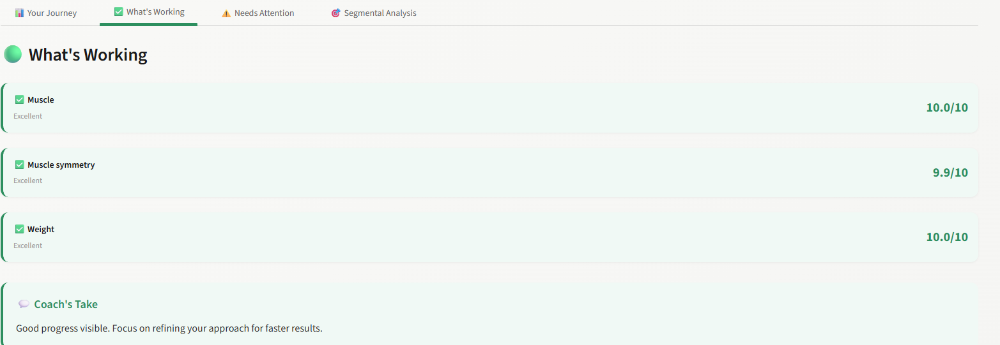 Your Journey
What's Working
Needs Attention
Segmental Analysis
What's Working
Muscle
Excellent
10.0/10
Muscle symmetry
Excellent
9.9/10
Weight
Excellent
10.0/10
Coach's Take
Good progress visible. Focus on refining your approach for faster results.